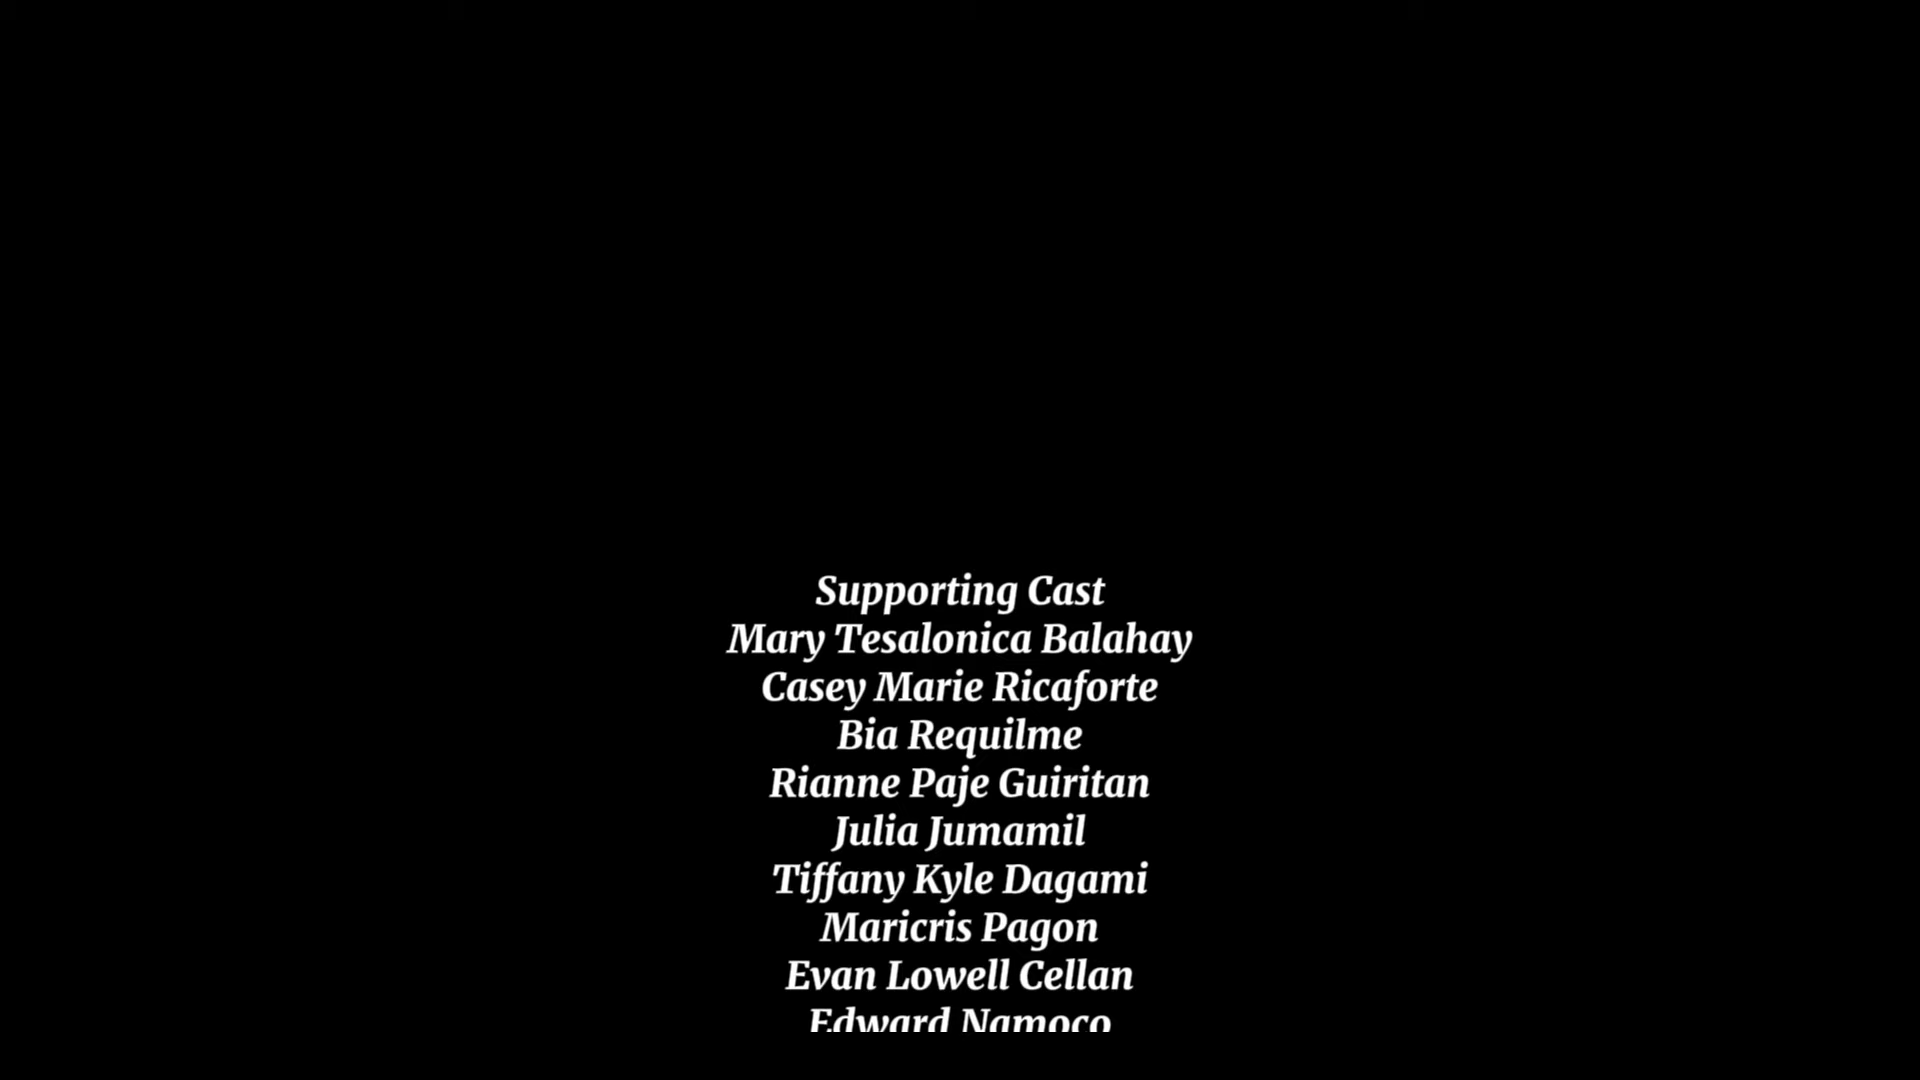 Supporting Cast
Mary Tesalonica Balahay
Casey Marie Ricaforte
Bia Requilme
Rianne Paje Guiritan
Julia Jumamil
Tiffany Kyle Dagami
Maricris Pagon
Evan Lowell Cellan
Edward Namoco